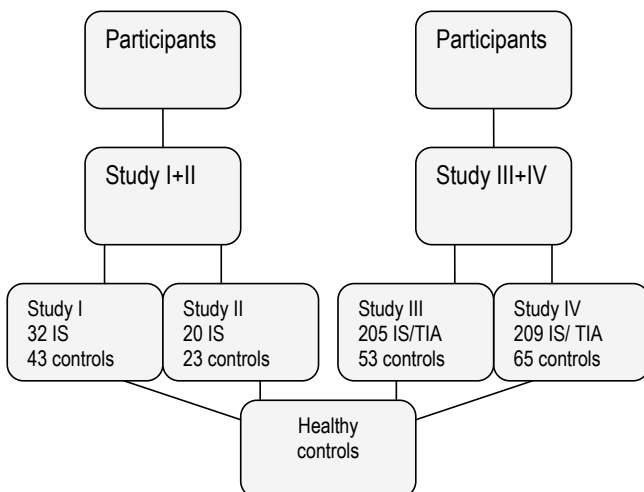 Participants
Participants
Study I+II
Study III+IV
Study I
32 IS
43 controls
Study II
20 IS
23 controls
Study III
205 IS/TIA
53 controls
Study IV
209 IS/ TIA
65 controls
Healthy
controls